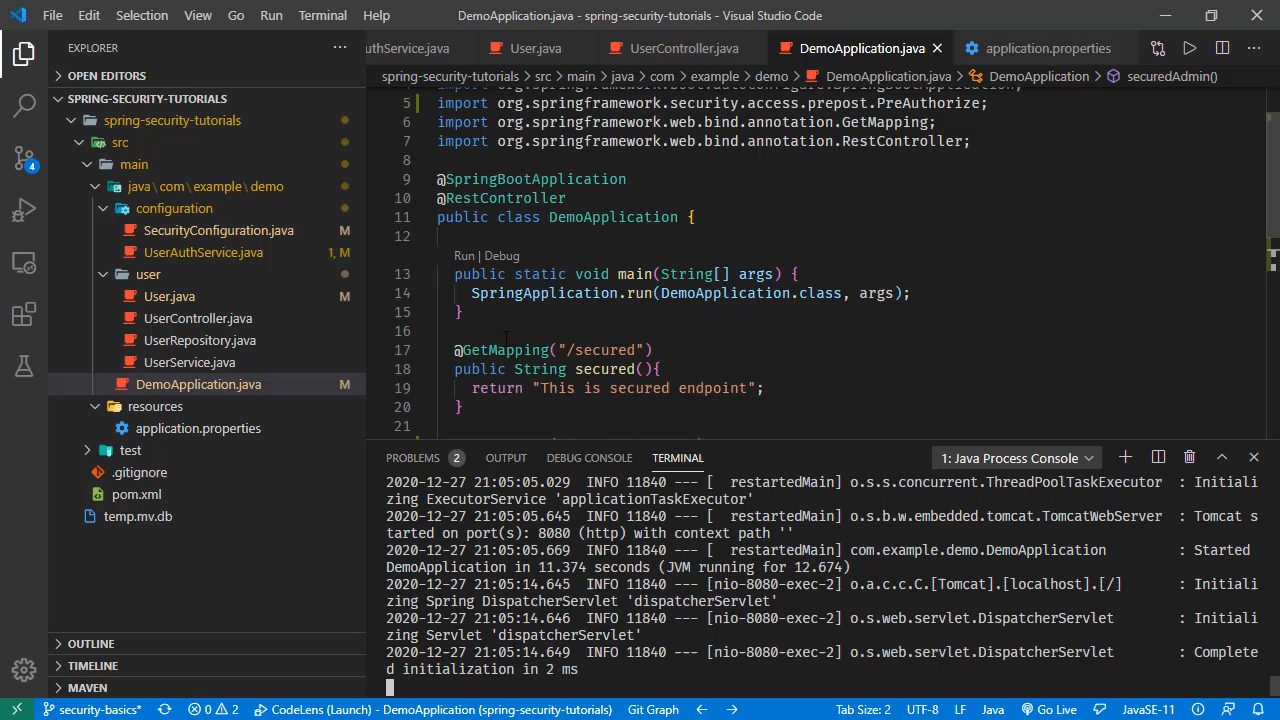 File Edit Selection View Go Run Terminal Help DemoApplication.java - spring-security-tutorials - Visual Studio Code
EXPLORER
uthService.java User.java UserController.java DemoApplication.java application.properties
OPEN EDITORS
spring-security-tutorials > src > main > java > com > example > demo > DemoApplication.java > DemoApplication > securedAdmin()
SPRING-SECURITY-TUTORIALS
spring-security-tutorials
src
main
java\com\example\demo
configuration
SecurityConfiguration.java M
UserAuthService.java 1, M
user
User.java M
UserController.java
UserRepository.java
UserService.java
DemoApplication.java M
resources
application.properties
test
.gitignore
pom.xml
temp.mv.db
OUTLINE
TIMELINE
MAVEN
4
import org.springframework.boot.autoconfigure.SpringBootApplication;
5 import org.springframework.security.access.prepost.PreAuthorize;
6 import org.springframework.web.bind.annotation.GetMapping;
7 import org.springframework.web.bind.annotation.RestController;
8
9 @SpringBootApplication
10 @RestController
11 public class DemoApplication {
12
Run | Debug
13 public static void main(String[] args) {
14 SpringApplication.run(DemoApplication.class, args);
15 }
16
17 @GetMapping("/secured")
18 public String secured(){
19 return "This is secured endpoint";
20 }
21
PROBLEMS 2 OUTPUT DEBUG CONSOLE TERMINAL 1: Java Process Console
2020-12-27 21:05:05.029 INFO 11840 --- [ restartedMain] o.s.s.concurrent.ThreadPoolTaskExecutor : Initiali
zing ExecutorService 'applicationTaskExecutor'
2020-12-27 21:05:05.645 INFO 11840 --- [ restartedMain] o.s.b.w.embedded.tomcat.TomcatWebServer : Tomcat s
tarted on port(s): 8080 (http) with context path ''
2020-12-27 21:05:05.669 INFO 11840 --- [ restartedMain] com.example.demo.DemoApplication : Started
DemoApplication in 11.374 seconds (JVM running for 12.674)
2020-12-27 21:05:14.645 INFO 11840 --- [nio-8080-exec-2] o.a.c.c.C.[Tomcat].[localhost].[/] : Initiali
zing Spring DispatcherServlet 'dispatcherServlet'
2020-12-27 21:05:14.646 INFO 11840 --- [nio-8080-exec-2] o.s.web.servlet.DispatcherServlet : Initiali
zing Servlet 'dispatcherServlet'
2020-12-27 21:05:14.649 INFO 11840 --- [nio-8080-exec-2] o.s.web.servlet.DispatcherServlet : Complete
d initialization in 2 ms
security-basics* 0 2 CodeLens (Launch) - DemoApplication (spring-security-tutorials) Git Graph Tab Size: 2 UTF-8 LF Java JavaSE-11 Go Live